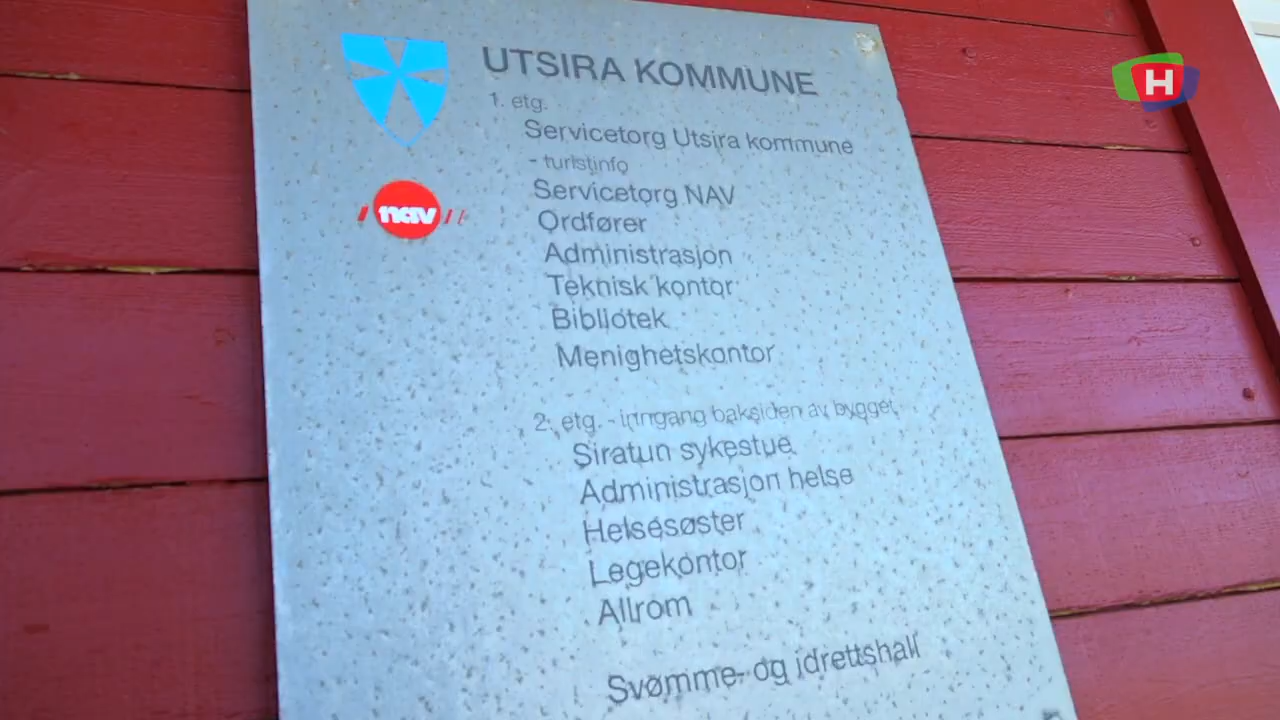 H
UTSIRA KOMMUNE
1. etg.
Servicetorg Utsira kommune
- turistinfo
nav
Servicetorg NAV
Ordfører
Administrasjon
Teknisk kontor
Bibliotek
Menighetskontor
2. etg. - inngang baksiden av bygget
Siratun sykestue
Administrasjon helse
Helsesøster
Legekontor
Allrom
Svømme- og idrettshall